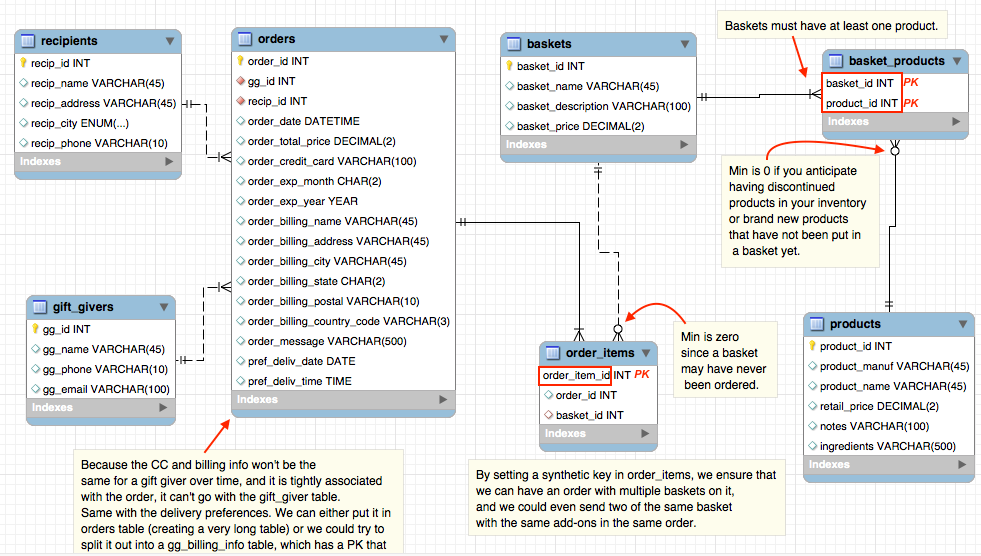 recipients
recip_id INT
recip_name VARCHAR(45)
recip_address VARCHAR(45)
recip_city ENUM(...)
recip_phone VARCHAR(10)
Indexes
orders
order_id INT
gg_id INT
recip_id INT
order_date DATETIME
order_total_price DECIMAL(2)
order_credit_card VARCHAR(100)
order_exp_month CHAR(2)
order_exp_year YEAR
order_billing_name VARCHAR(45)
order_billing_address VARCHAR(45)
order_billing_city VARCHAR(45)
order_billing_state CHAR(2)
order_billing_postal VARCHAR(10)
order_billing_country_code VARCHAR(3)
order_message VARCHAR(500)
pref_deliv_date DATE
pref_deliv_time TIME
Indexes
baskets
basket_id INT
basket_name VARCHAR(45)
basket_description VARCHAR(100)
basket_price DECIMAL(2)
Indexes
Baskets must have at least one product.
basket_products
basket_id INT PK
product_id INT PK
Indexes
Min is 0 if you anticipate
having discontinued
products in your inventory
or brand new products
that have not been put in
a basket yet.
gift_givers
gg_id INT
gg_name VARCHAR(45)
gg_phone VARCHAR(10)
gg_email VARCHAR(100)
Indexes
order_items
order_item_id INT PK
order_id INT
basket_id INT
Indexes
Min is zero
since a basket
may have never
been ordered.
products
product_id INT
product_manuf VARCHAR(45)
product_name VARCHAR(45)
retail_price DECIMAL(2)
notes VARCHAR(100)
ingredients VARCHAR(500)
Indexes
Because the CC and billing info won't be the
same for a gift giver over time, and it is tightly associated
with the order, it can't go with the gift_giver table.
Same with the delivery preferences. We can either put it in
orders table (creating a very long table) or we could try to
split it out into a gg_billing_info table, which has a PK that
By setting a synthetic key in order_items, we ensure that
we can have an order with multiple baskets on it,
and we could even send two of the same basket
with the same add-ons in the same order.